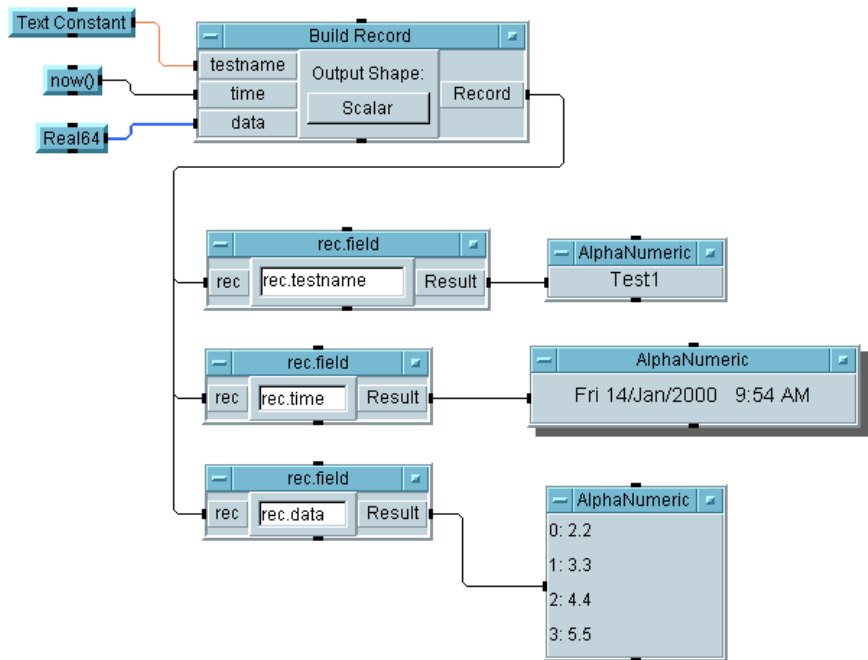 Text Constant
now()
Real64
Build Record
testname
time
data
Output Shape:
Scalar
Record
rec.field
rec
rec.testname
Result
AlphaNumeric
Test1
rec.field
rec
rec.time
Result
AlphaNumeric
Fri 14/Jan/2000 9:54 AM
rec.field
rec
rec.data
Result
AlphaNumeric
0: 2.2
1: 3.3
2: 4.4
3: 5.5